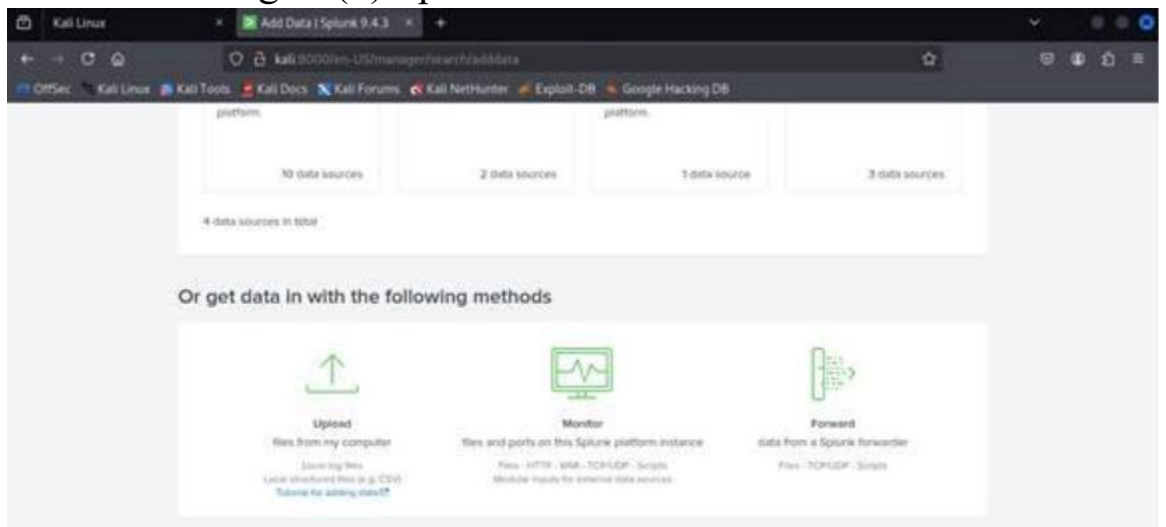 Kali Linux
Add Data | Splunk 9.4.3
kali:8000/en-US/manager/search/adddata
OffSec Kali Linux Kali Tools Kali Docs Kali Forums Kali NetHunter Exploit-DB Google Hacking DB
platform. platform.
10 data sources 2 data sources 1 data source 3 data sources
4 data sources in total
Or get data in with the following methods
Upload Monitor Forward
files from my computer files and ports on this Splunk platform instance data from a Splunk forwarder
Local log files Files - HTTP - WMI - TCP/UDP - Scripts Files - TCP/UDP - Scripts
Local structured files (e.g. CSV) Modular inputs for external data sources
Tutorial for adding data